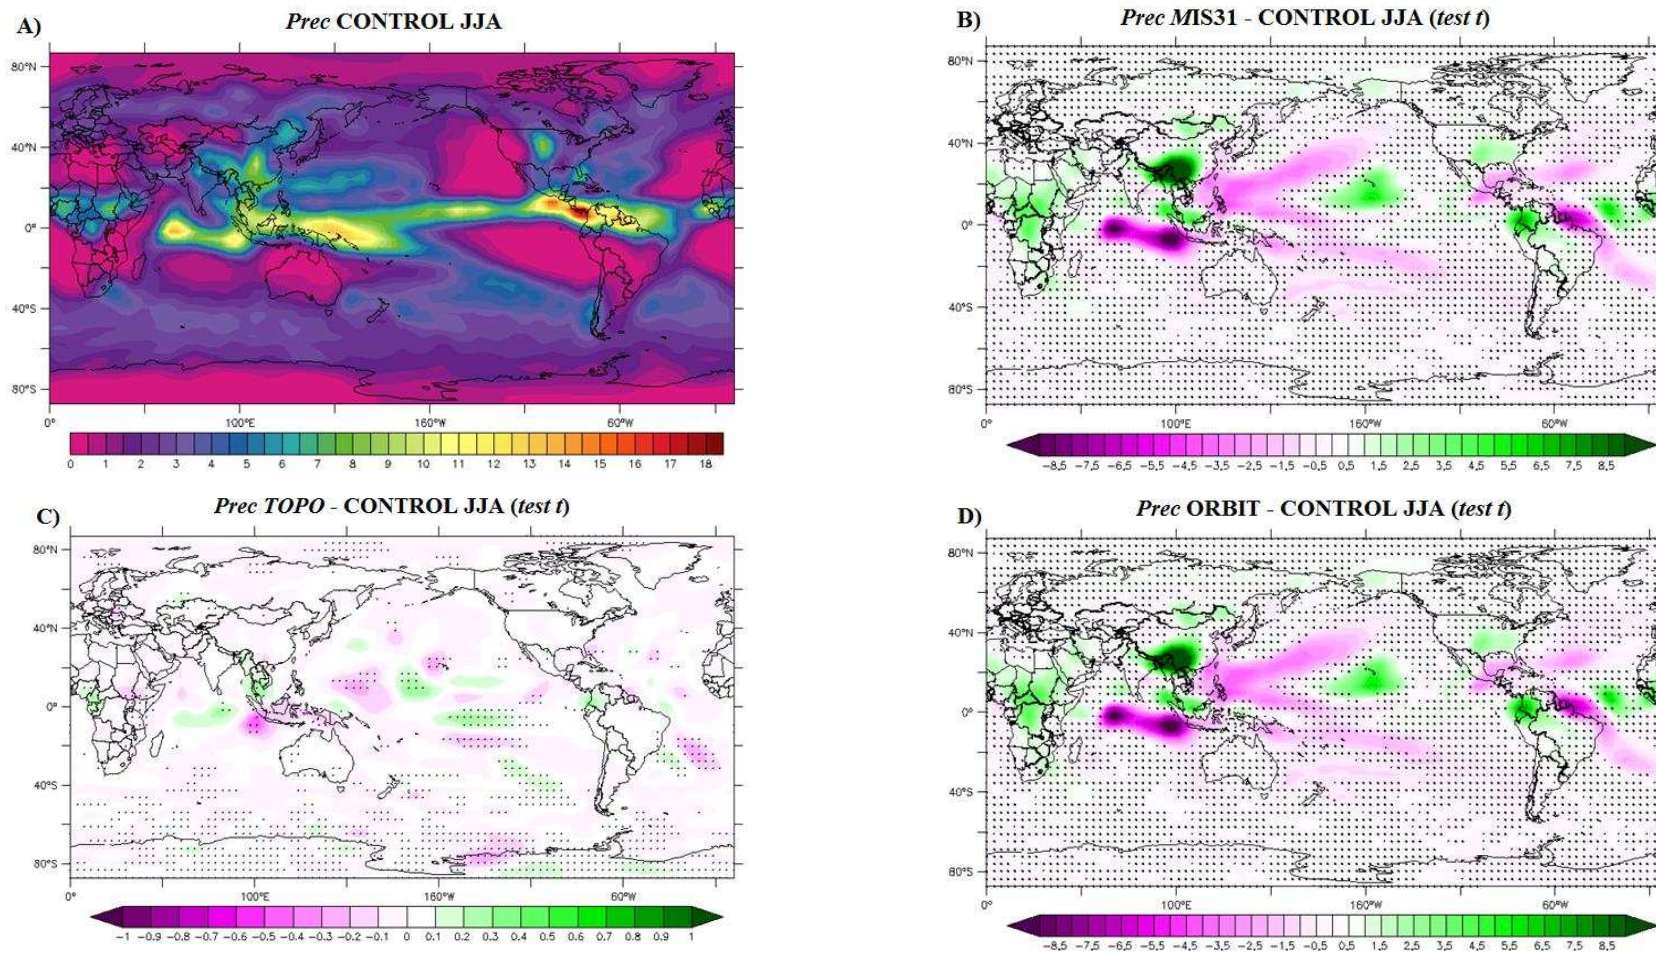 A)
Prec CONTROL JJA
80°N
40°N
0°
40°S
80°S
0° 100°E 160°W 60°W
0 1 2 3 4 5 6 7 8 9 10 11 12 13 14 15 16 17 18
B)
Prec MIS31 - CONTROL JJA (test t)
80°N
40°N
0°
40°S
80°S
0° 100°E 160°W 60°W
-8,5 -7,5 -6,5 -5,5 -4,5 -3,5 -2,5 -1,5 -0,5 0,5 1,5 2,5 3,5 4,5 5,5 6,5 7,5 8,5
C)
Prec TOPO - CONTROL JJA (test t)
80°N
40°N
0°
40°S
80°S
0° 100°E 160°W 60°W
-1 -0.9 -0.8 -0.7 -0.6 -0.5 -0.4 -0.3 -0.2 -0.1 0 0.1 0.2 0.3 0.4 0.5 0.6 0.7 0.8 0.9 1
D)
Prec ORBIT - CONTROL JJA (test t)
80°N
40°N
0°
40°S
80°S
0° 100°E 160°W 60°W
-8,5 -7,5 -6,5 -5,5 -4,5 -3,5 -2,5 -1,5 -0,5 0,5 1,5 2,5 3,5 4,5 5,5 6,5 7,5 8,5